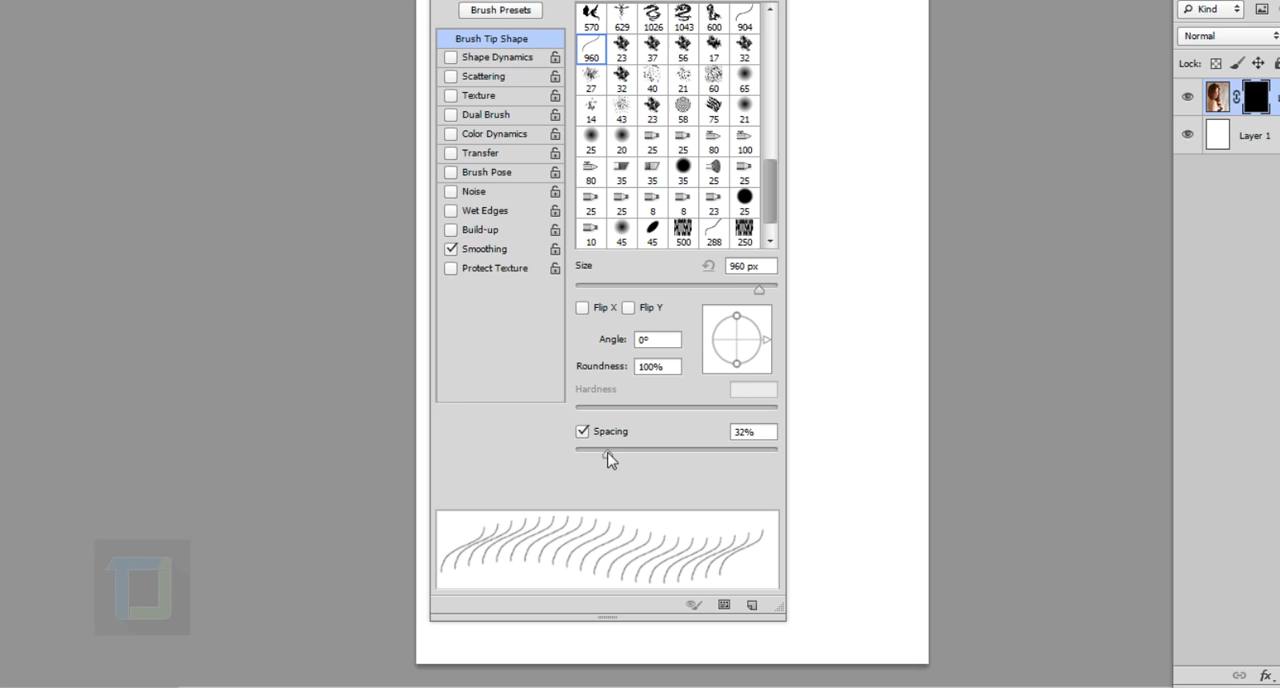 Brush Presets
Brush Tip Shape
Shape Dynamics
Scattering
Texture
Dual Brush
Color Dynamics
Transfer
Brush Pose
Noise
Wet Edges
Build-up
Smoothing
Protect Texture
570 629 1026 1043 600 904
960 23 37 56 17 32
27 32 40 21 60 65
14 43 23 58 75 21
25 20 25 25 80 100
80 35 35 35 25 25
25 25 8 8 23 25
10 45 45 500 288 250
Size 960 px
Flip X Flip Y
Angle: 0º
Roundness: 100%
Hardness
Spacing 32%
Kind
Normal
Lock:
Layer 1
fx